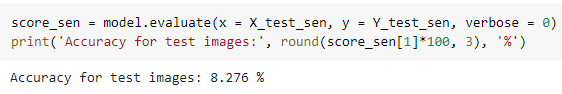 score_sen = model.evaluate(x = X_test_sen, y = Y_test_sen, verbose = 0)
print('Accuracy for test images:', round(score_sen[1]*100, 3), '%')
Accuracy for test images: 8.276 %